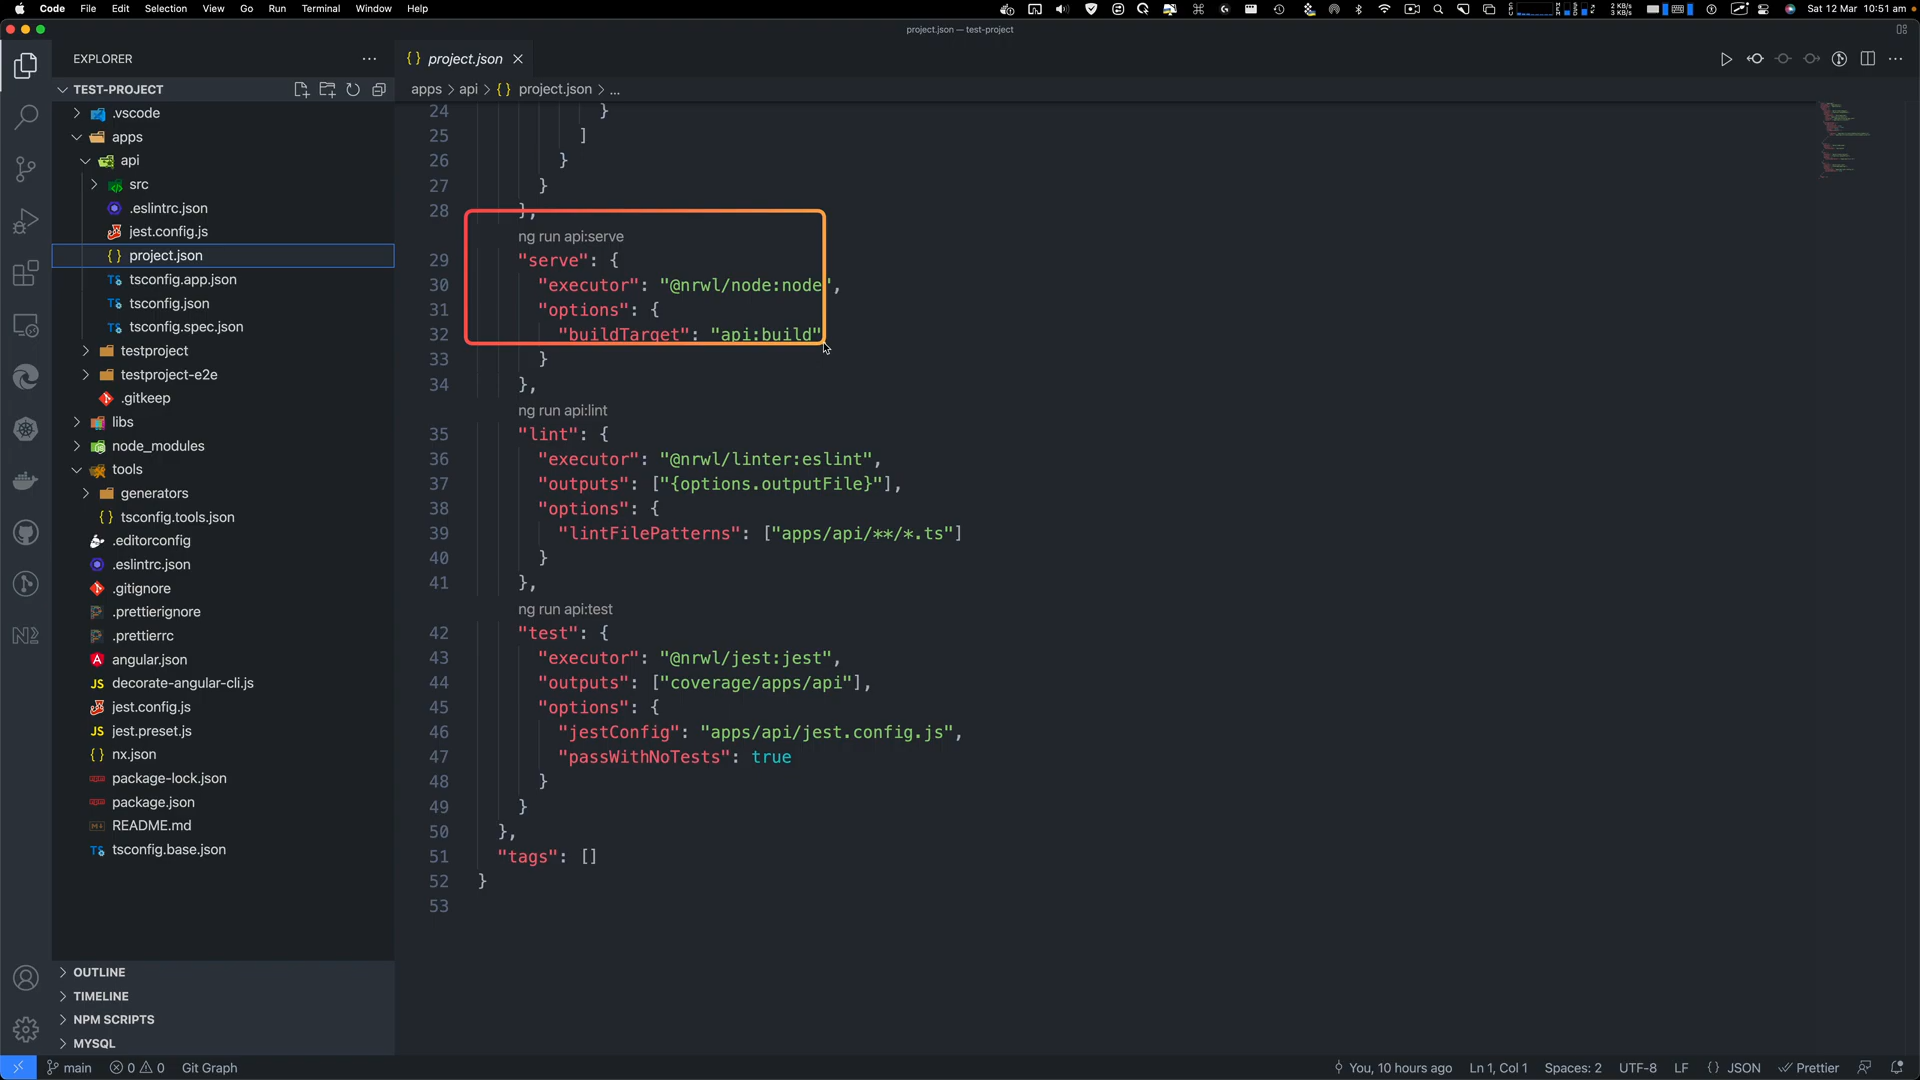 Code File Edit Selection View Go Run Terminal Window Help
2 KB/s
3 KB/s
Sat 12 Mar 10:51 am
project.json — test-project
EXPLORER
project.json
TEST-PROJECT
apps > api > {} project.json > ...
.vscode
apps
api
src
.eslintrc.json
jest.config.js
project.json
tsconfig.app.json
tsconfig.json
tsconfig.spec.json
testproject
testproject-e2e
.gitkeep
libs
node_modules
tools
generators
tsconfig.tools.json
.editorconfig
.eslintrc.json
.gitignore
.prettierignore
.prettierrc
angular.json
decorate-angular-cli.js
jest.config.js
jest.preset.js
nx.json
package-lock.json
package.json
README.md
tsconfig.base.json
OUTLINE
TIMELINE
NPM SCRIPTS
MYSQL
24 }
25 ]
26 }
27 }
28 },
ng run api:serve
29 "serve": {
30 "executor": "@nrwl/node:node",
31 "options": {
32 "buildTarget": "api:build"
33 }
34 },
ng run api:lint
35 "lint": {
36 "executor": "@nrwl/linter:eslint",
37 "outputs": ["{options.outputFile}"],
38 "options": {
39 "lintFilePatterns": ["apps/api/**/*.ts"]
40 }
41 },
ng run api:test
42 "test": {
43 "executor": "@nrwl/jest:jest",
44 "outputs": ["coverage/apps/api"],
45 "options": {
46 "jestConfig": "apps/api/jest.config.js",
47 "passWithNoTests": true
48 }
49 }
50 },
51 "tags": []
52 }
53
main 0 0 Git Graph
You, 10 hours ago Ln 1, Col 1 Spaces: 2 UTF-8 LF {} JSON Prettier